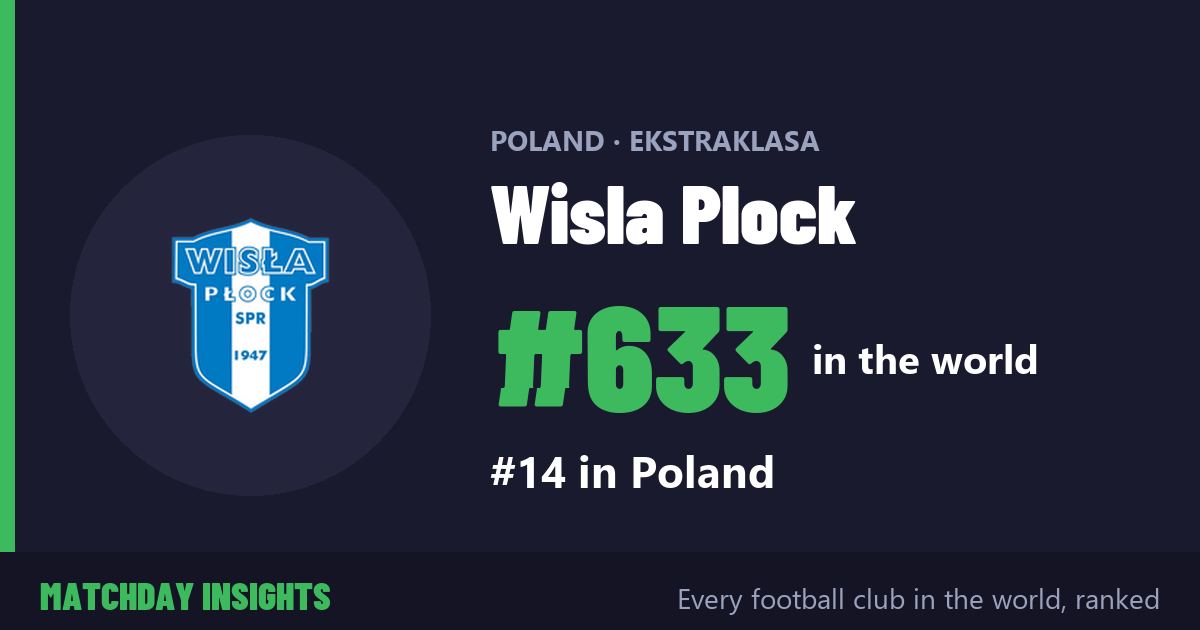 WISŁA
PŁOCK
SPR
1947
POLAND · EKSTRAKLASA
Wisla Plock
#633 in the world
#14 in Poland
MATCHDAY INSIGHTS
Every football club in the world, ranked